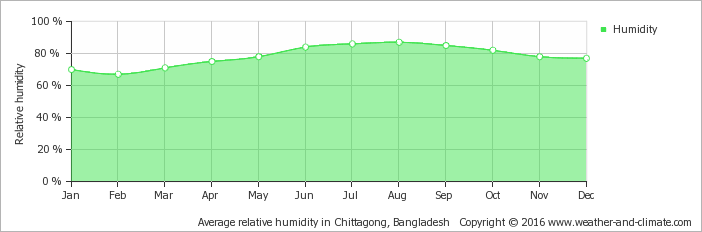 100 %
80 %
60 %
40 %
20 %
0 %
Relative humidity
Jan Feb Mar Apr May Jun Jul Aug Sep Oct Nov Dec
Humidity
Average relative humidity in Chittagong, Bangladesh Copyright © 2016 www.weather-and-climate.com